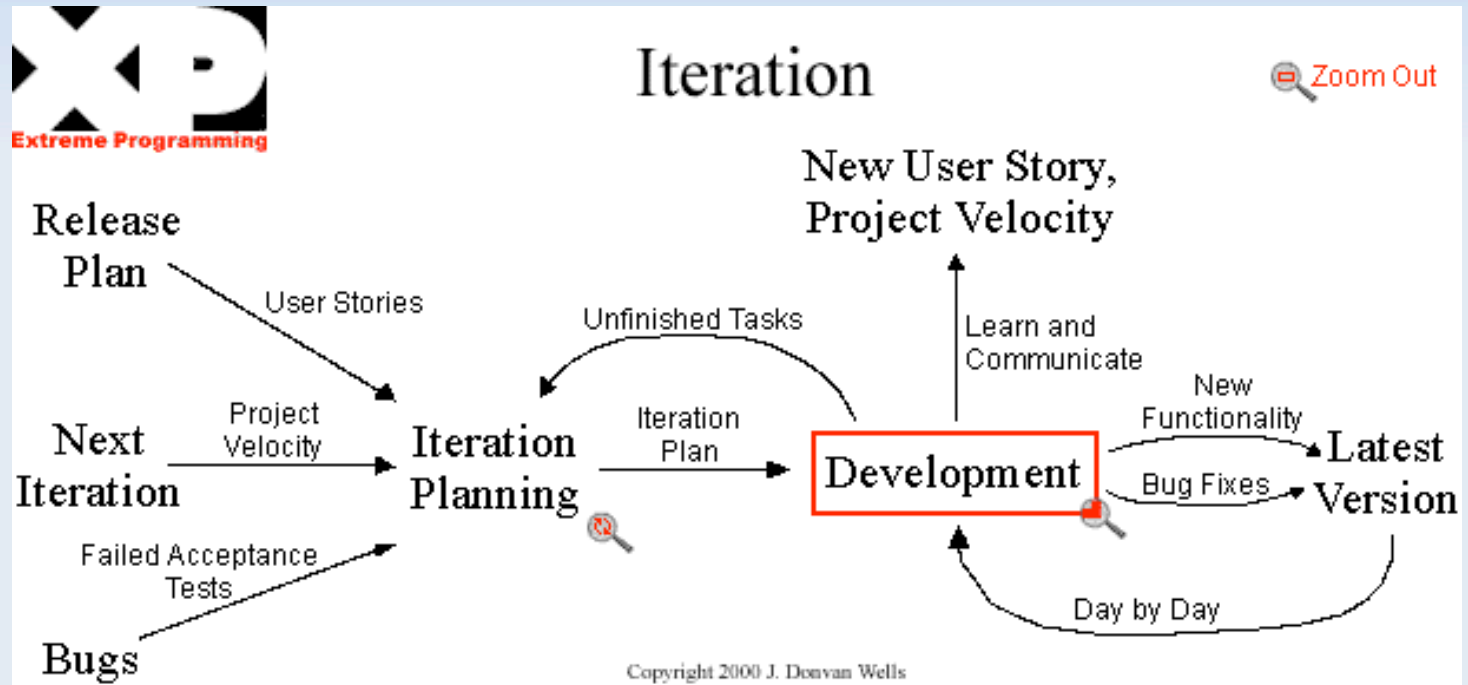 XP
Extreme Programming
Iteration
Zoom Out
New User Story,
Project Velocity
Release
Plan
User Stories
Unfinished Tasks
Learn and
Communicate
New
Functionality
Project
Velocity
Iteration
Plan
Next
Iteration
Iteration
Planning
Development
Bug Fixes
Latest
Version
Failed Acceptance
Tests
Day by Day
Bugs
Copyright 2000 J. Donvan Wells